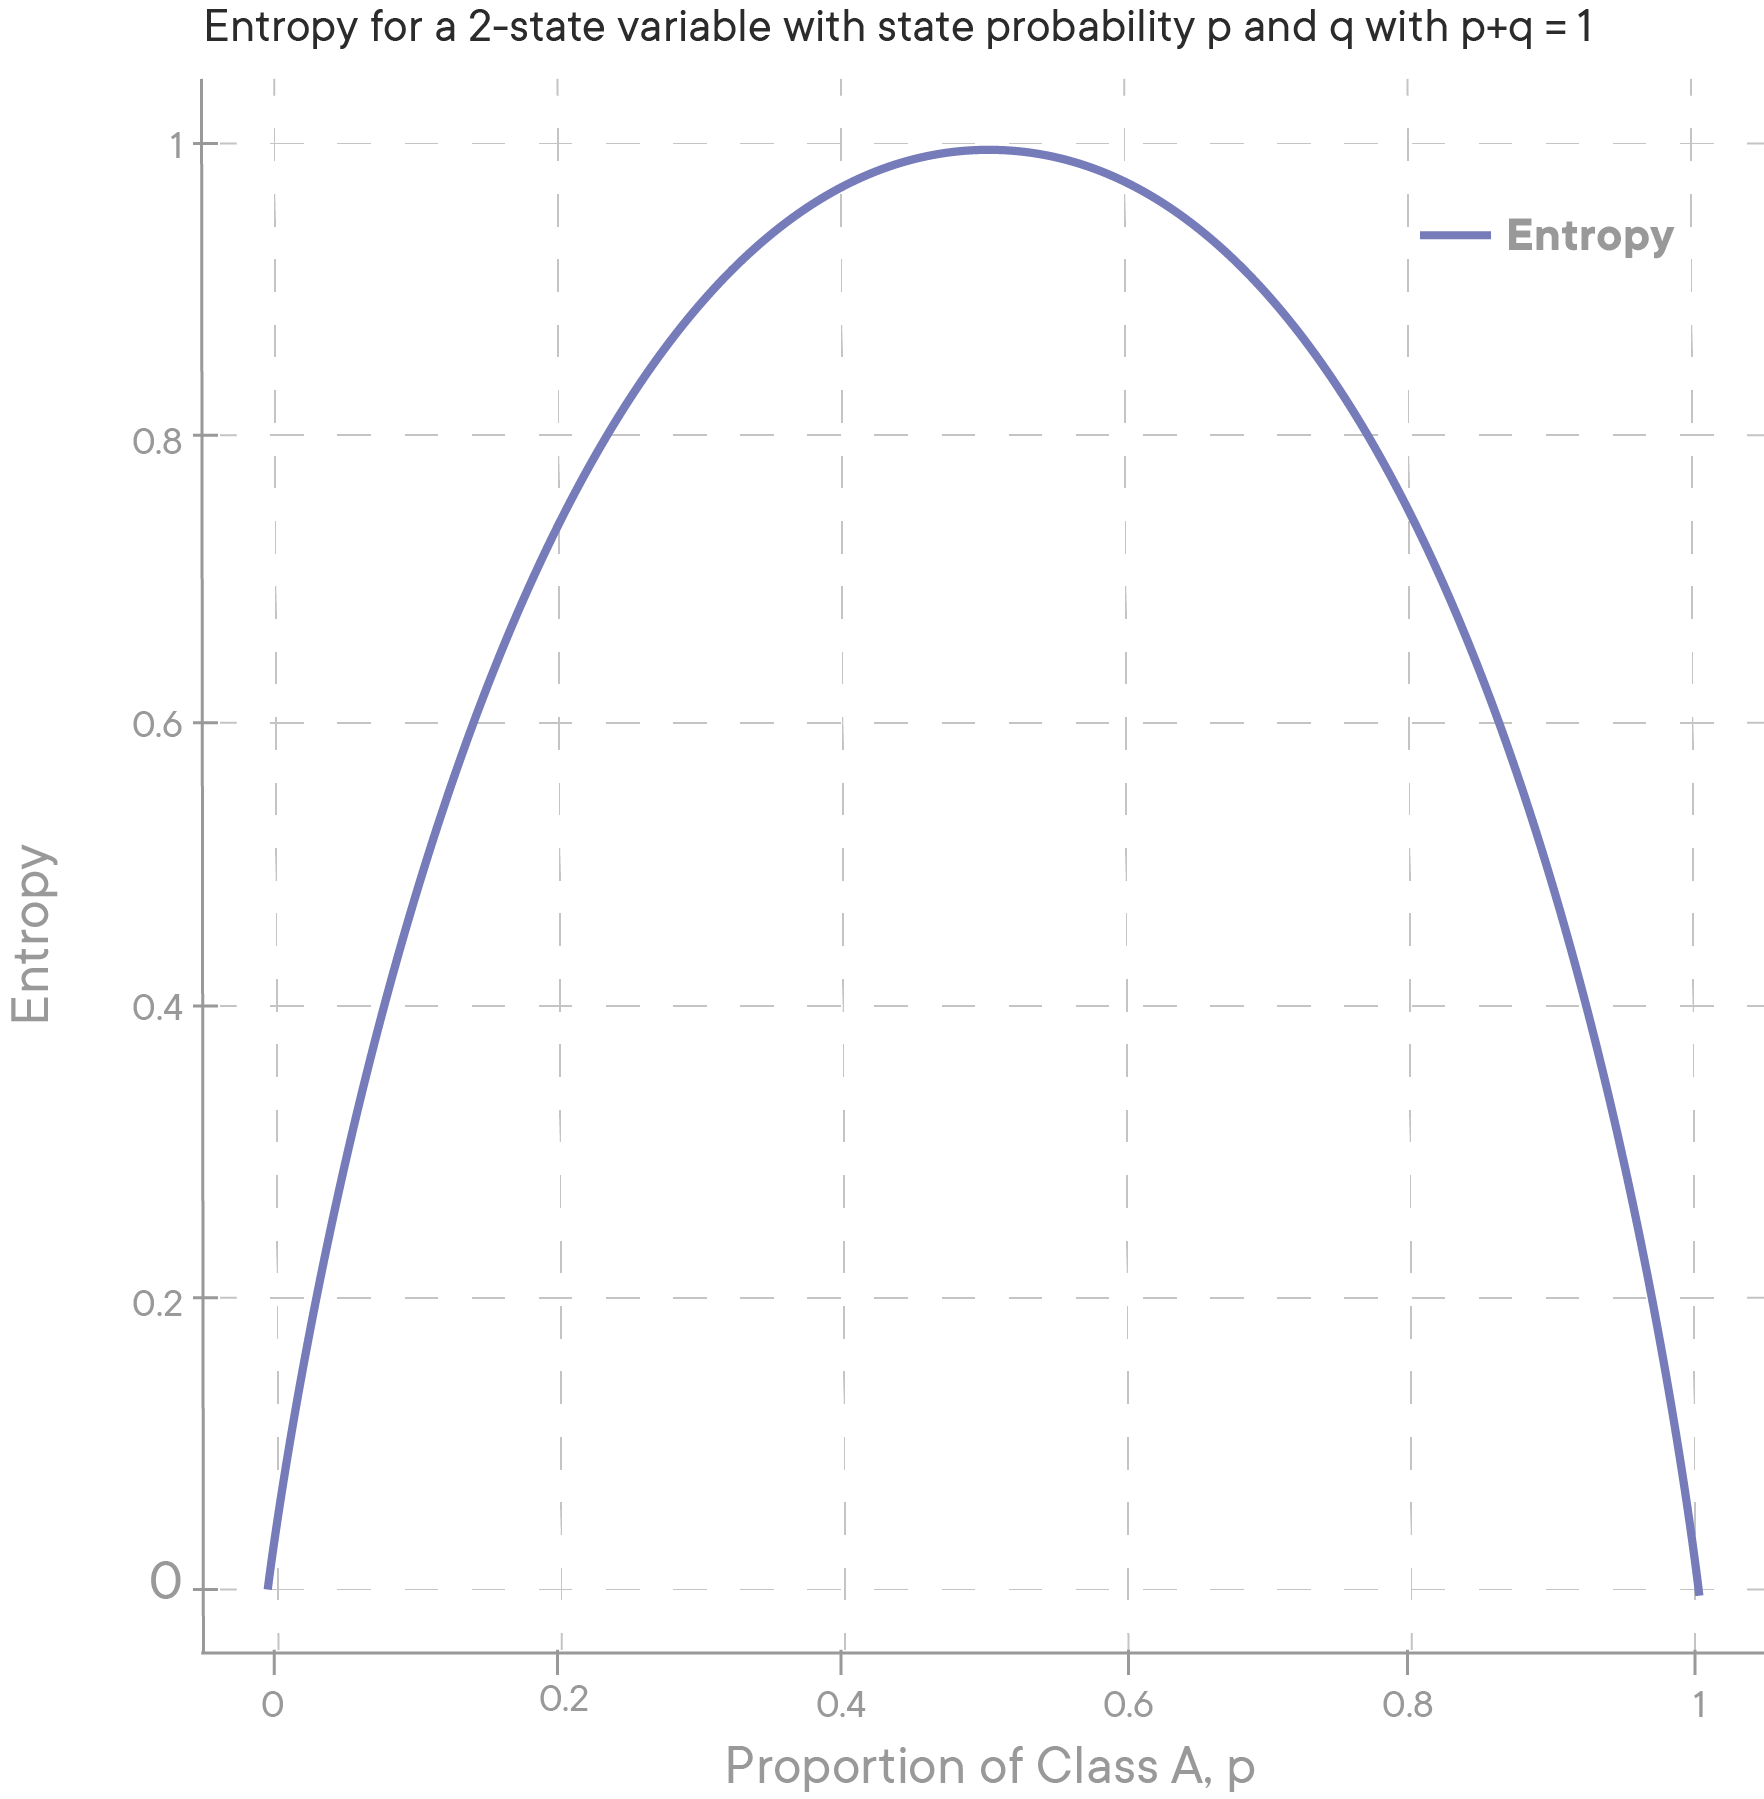 Entropy for a 2-state variable with state probability p and q with p+q = 1
1
Entropy
0.8
0.6
0.4
0.2
0
Entropy
0 0.2 0.4 0.6 0.8 1
Proportion of Class A, p